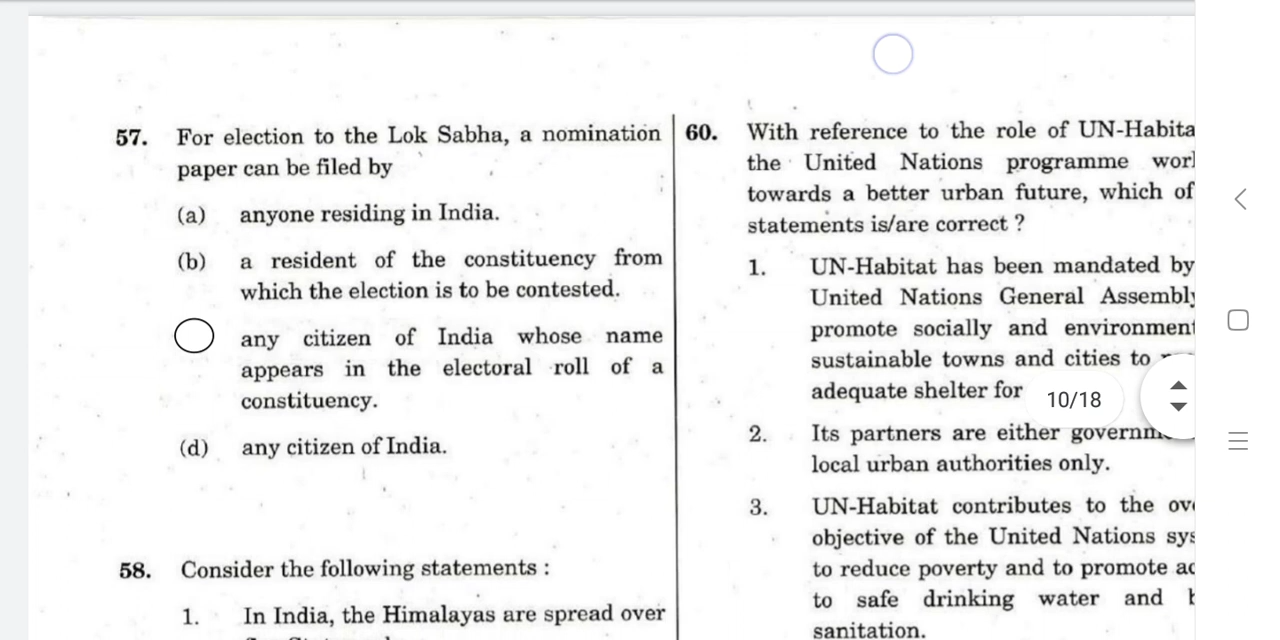 57. For election to the Lok Sabha, a nomination
paper can be filed by
(a) anyone residing in India.
(b) a resident of the constituency from
which the election is to be contested.
any citizen of India whose name
appears in the electoral roll of a
constituency.
(d) any citizen of India.
58. Consider the following statements :
1. In India, the Himalayas are spread over
60. With reference to the role of UN-Habita
the United Nations programme
towards a better urban future, which of
statements is/are correct ?
1. UN-Habitat has been mandated by
United Nations General
promote socially and
sustainable towns and cities to
adequate shelter for
10/18
2. Its partners are either
local urban authorities only.
3. UN-Habitat contributes to the
objective of the United Nations
to reduce poverty and to promote
to safe drinking water and
sanitation.